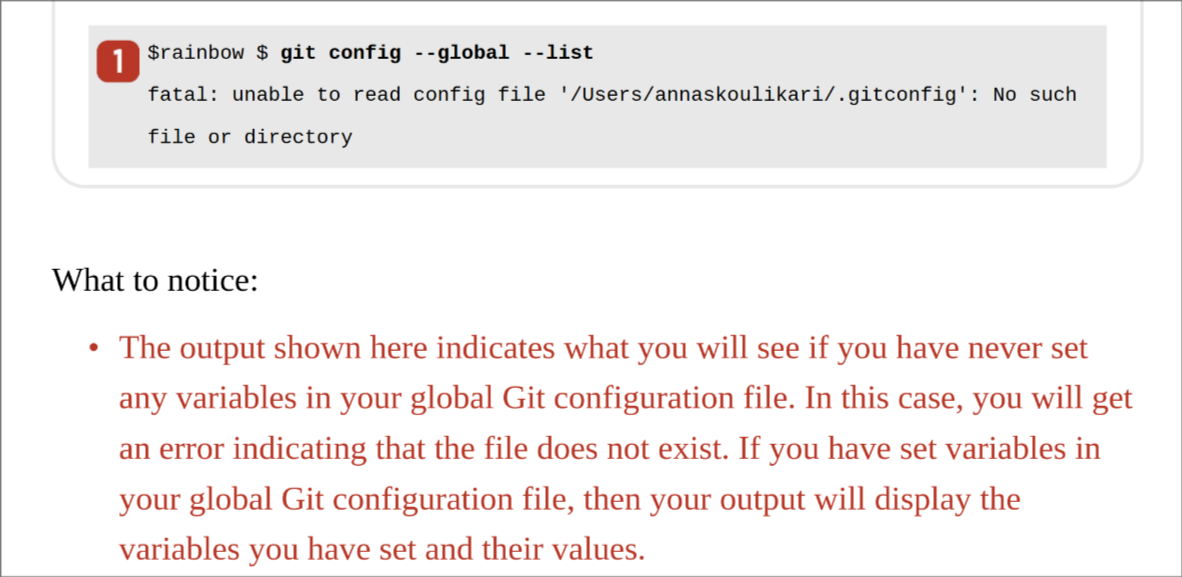 1 $rainbow $ git config --global --list
fatal: unable to read config file '/Users/annaskoulikari/.gitconfig': No such
file or directory
What to notice:
• The output shown here indicates what you will see if you have never set
any variables in your global Git configuration file. In this case, you will get
an error indicating that the file does not exist. If you have set variables in
your global Git configuration file, then your output will display the
variables you have set and their values.